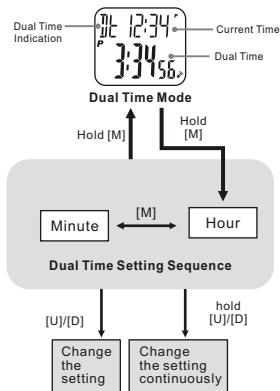 Dual Time
Indication
Dt 12:34 P
Current Time
P
3:34 56
Dual Time
Dual Time Mode
Hold [M]
Hold
[M]
Minute
[M]
Hour
Dual Time Setting Sequence
[U]/[D]
hold
[U]/[D]
Change
the
setting
Change
the setting
continuously